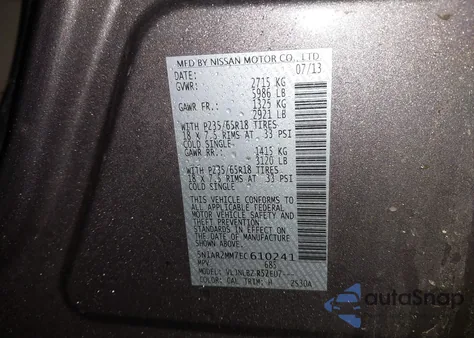 MFD BY NISSAN MOTOR CO., LTD
DATE: 07/13
GVWR: 2715 KG
5986 LB
GAWR FR.: 1325 KG
2921 LB
WITH P235/65R18 TIRES
18 X 7.5 RIMS AT 33 PSI
COLD SINGLE
GAWR RR.: 1415 KG
3120 LB
WITH P235/65R18 TIRES
18 X 7.5 RIMS AT 33 PSI
COLD SINGLE
THIS VEHICLE CONFORMS TO
ALL APPLICABLE FEDERAL
MOTOR VEHICLE SAFETY AND
THEFT PREVENTION STANDARDS
IN EFFECT ON THE DATE OF
MANUFACTURE SHOWN ABOVE.
5N1AR2MM7EC610241
MPV
MODEL:
COLOR: TRIM:
AutoSnap